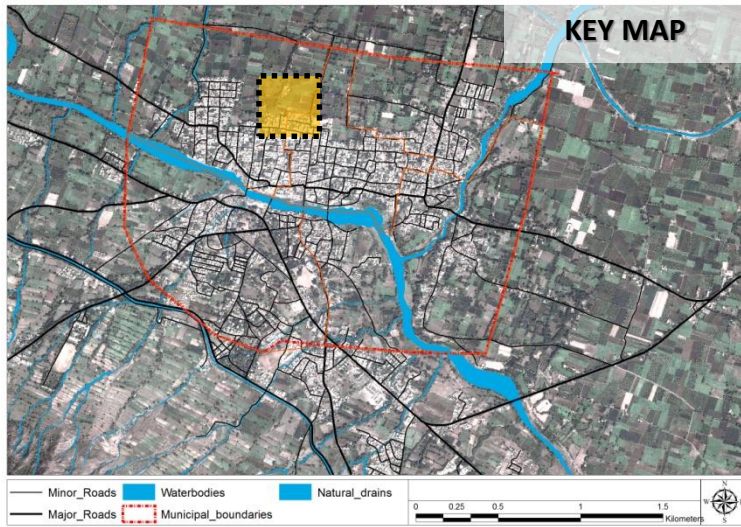 KEY MAP
Minor_Roads Waterbodies Natural_drains
Major_Roads Municipal_boundaries
0 0.25 0.5 1 1.5
Kilometers
N
W E
S